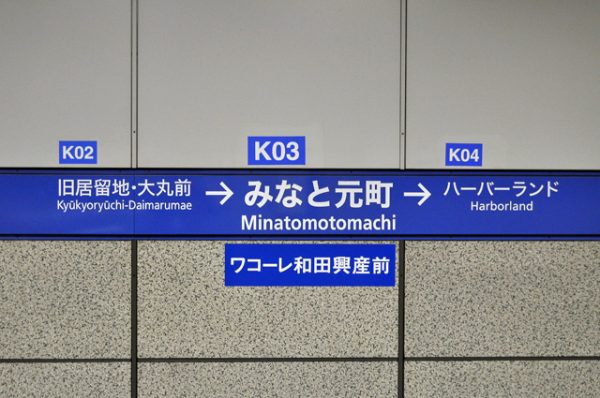 K02
K03
K04
旧居留地・大丸前 → みなと元町 → ハーバーランド
Kyūkyoryūchi-Daimarumae Minatomotomachi Harborland
ワコーレ和田興産前